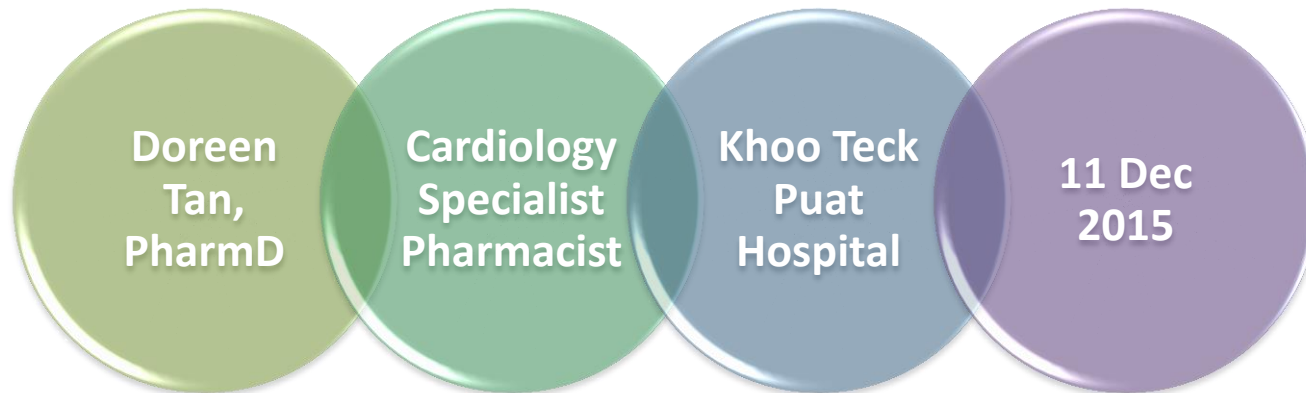 Doreen
Tan,
PharmD
Cardiology
Specialist
Pharmacist
Khoo Teck
Puat
Hospital
11 Dec
2015